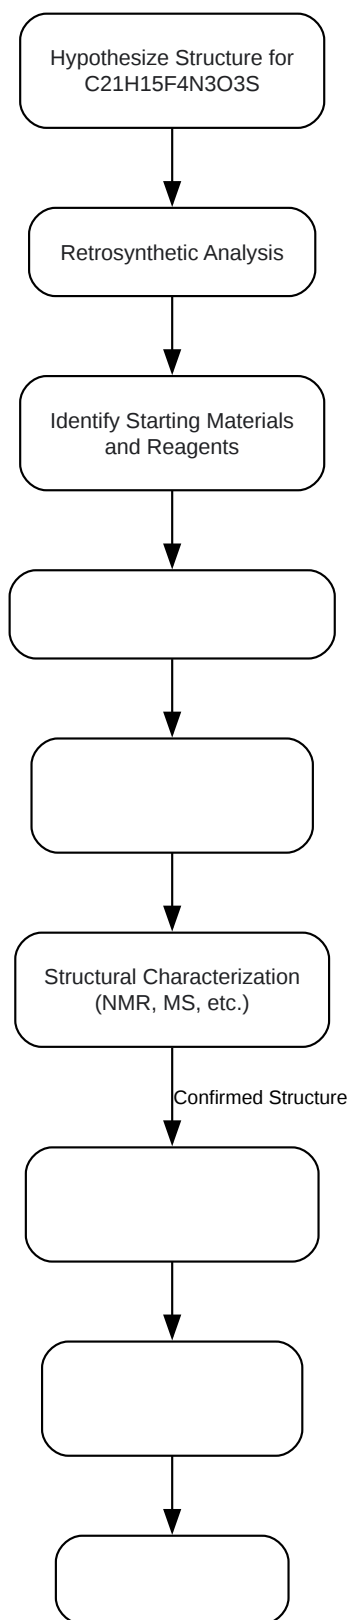 Hypothesize Structure for
C21H15F4N3O3S
Retrosynthetic Analysis
Identify Starting Materials
and Reagents
Structural Characterization
(NMR, MS, etc.)
Confirmed Structure